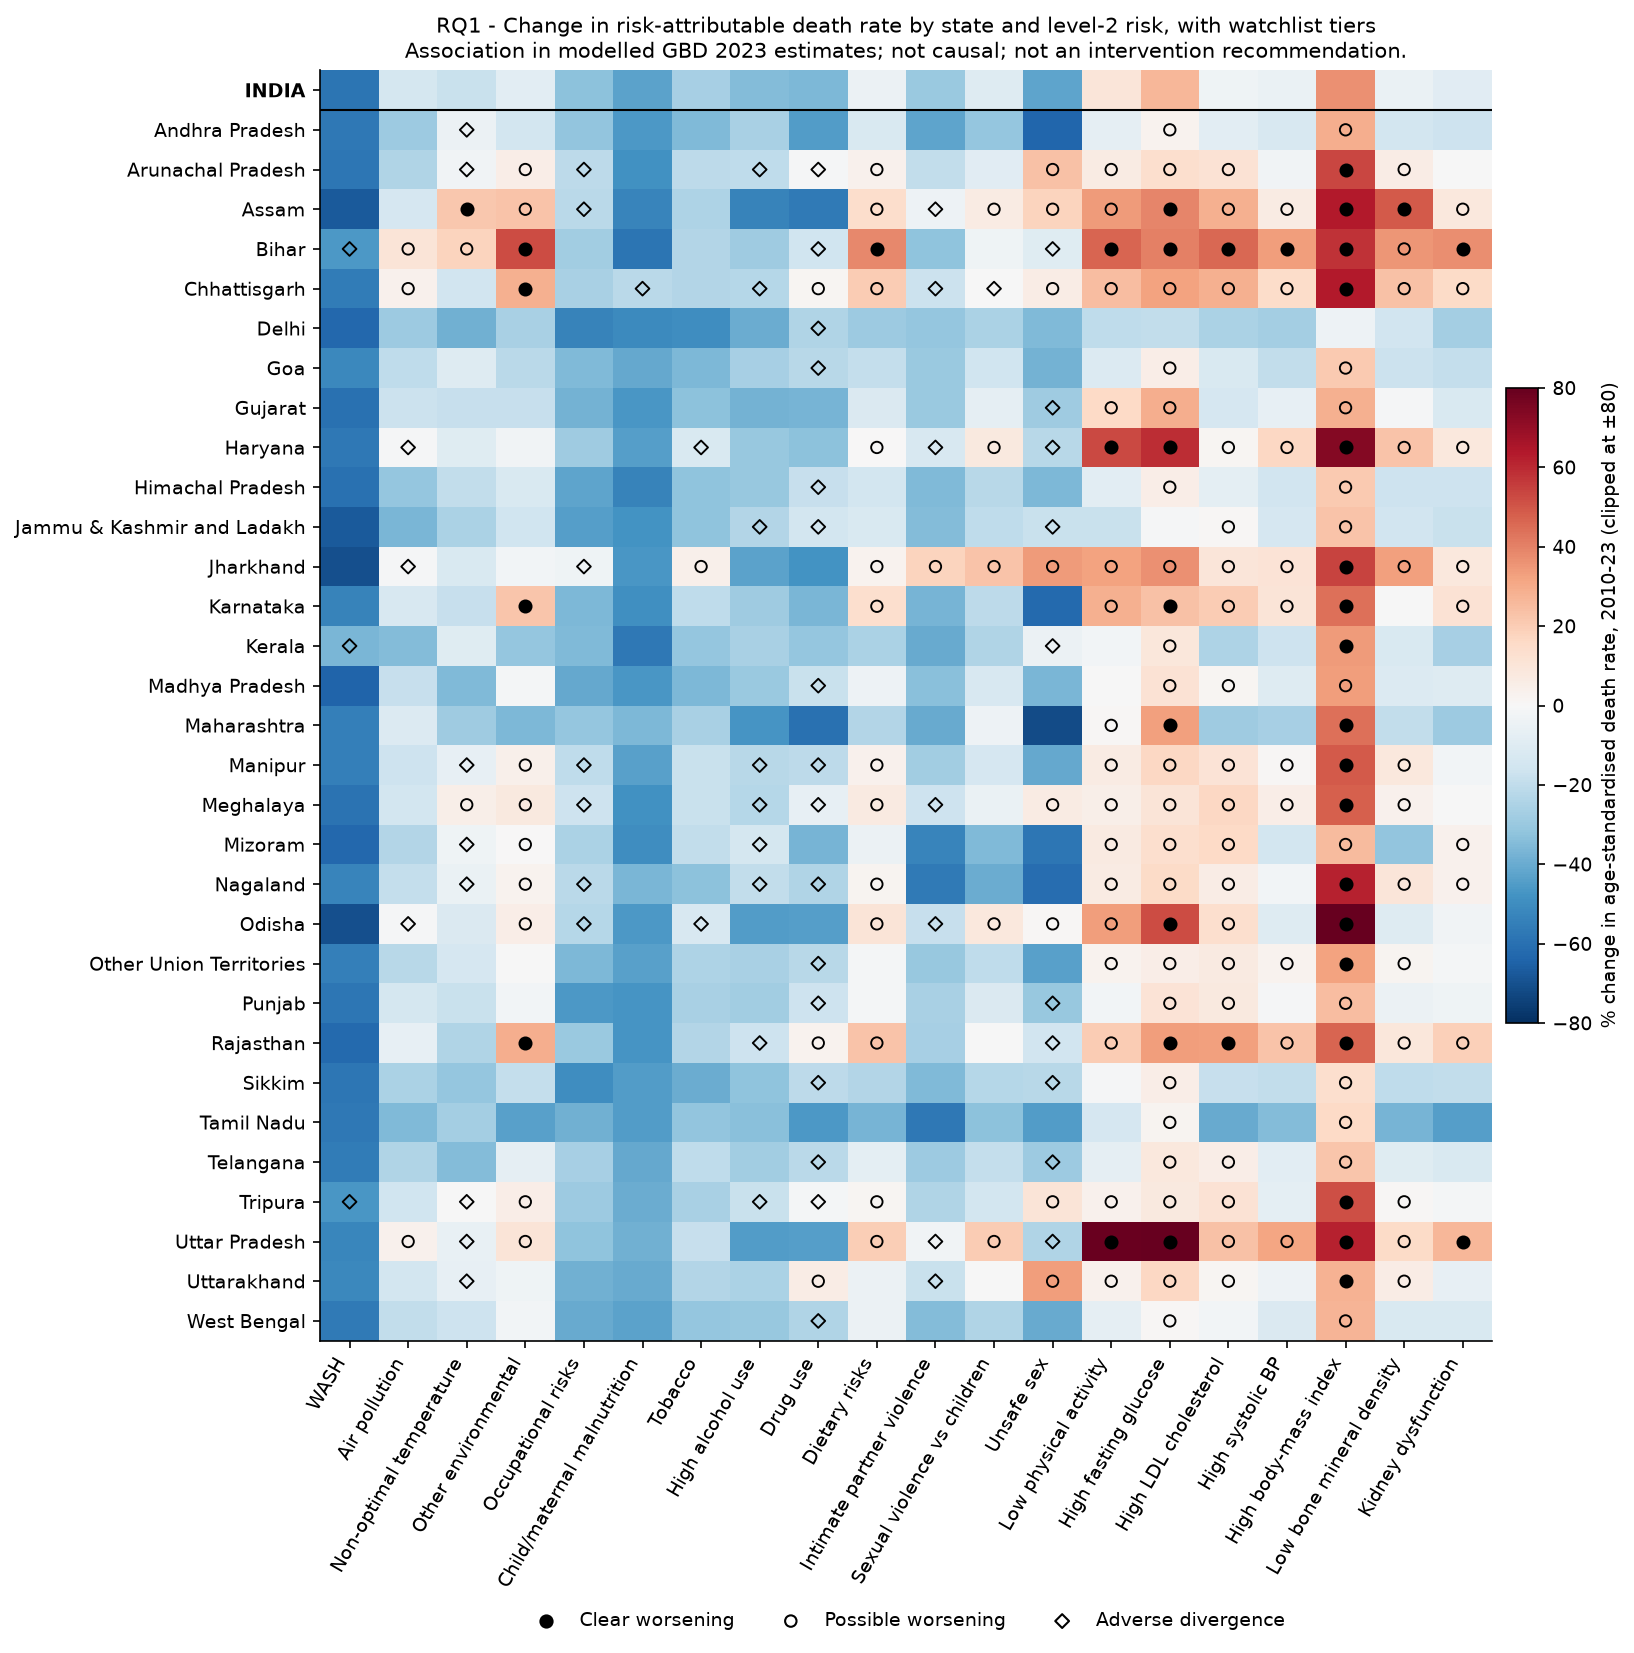 RQ1 - Change in risk-attributable death rate by state and level-2 risk, with watchlist tiers
Association in modelled GBD 2023 estimates; not causal; not an intervention recommendation.
INDIA
Andhra Pradesh
Arunachal Pradesh
Assam
Bihar
Chhattisgarh
Delhi
Goa
Gujarat
Haryana
Himachal Pradesh
Jammu & Kashmir and Ladakh
Jharkhand
Karnataka
Kerala
Madhya Pradesh
Maharashtra
Manipur
Meghalaya
Mizoram
Nagaland
Odisha
Other Union Territories
Punjab
Rajasthan
Sikkim
Tamil Nadu
Telangana
Tripura
Uttar Pradesh
Uttarakhand
West Bengal
WASH
Air pollution
Non-optimal temperature
Other environmental
Occupational risks
Child/maternal malnutrition
Tobacco
High alcohol use
Drug use
Dietary risks
Intimate partner violence
Sexual violence vs children
Unsafe sex
Low physical activity
High fasting glucose
High LDL cholesterol
High systolic BP
High body-mass index
Low bone mineral density
Kidney dysfunction
80
60
40
20
0
−20
−40
−60
−80
% change in age-standardised death rate, 2010-23 (clipped at ±80)
Clear worsening
Possible worsening
Adverse divergence